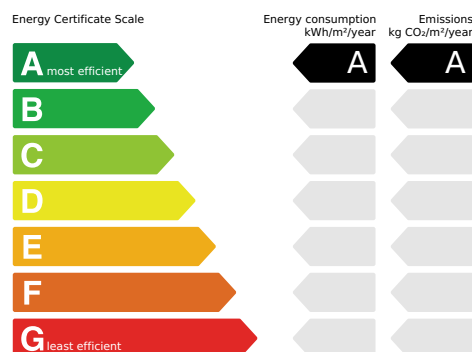 Energy Certificate Scale
Energy consumption
kWh/m²/year
Emissions
kg CO₂/m²/year
A most efficient
A
A
B
C
D
E
F
G least efficient